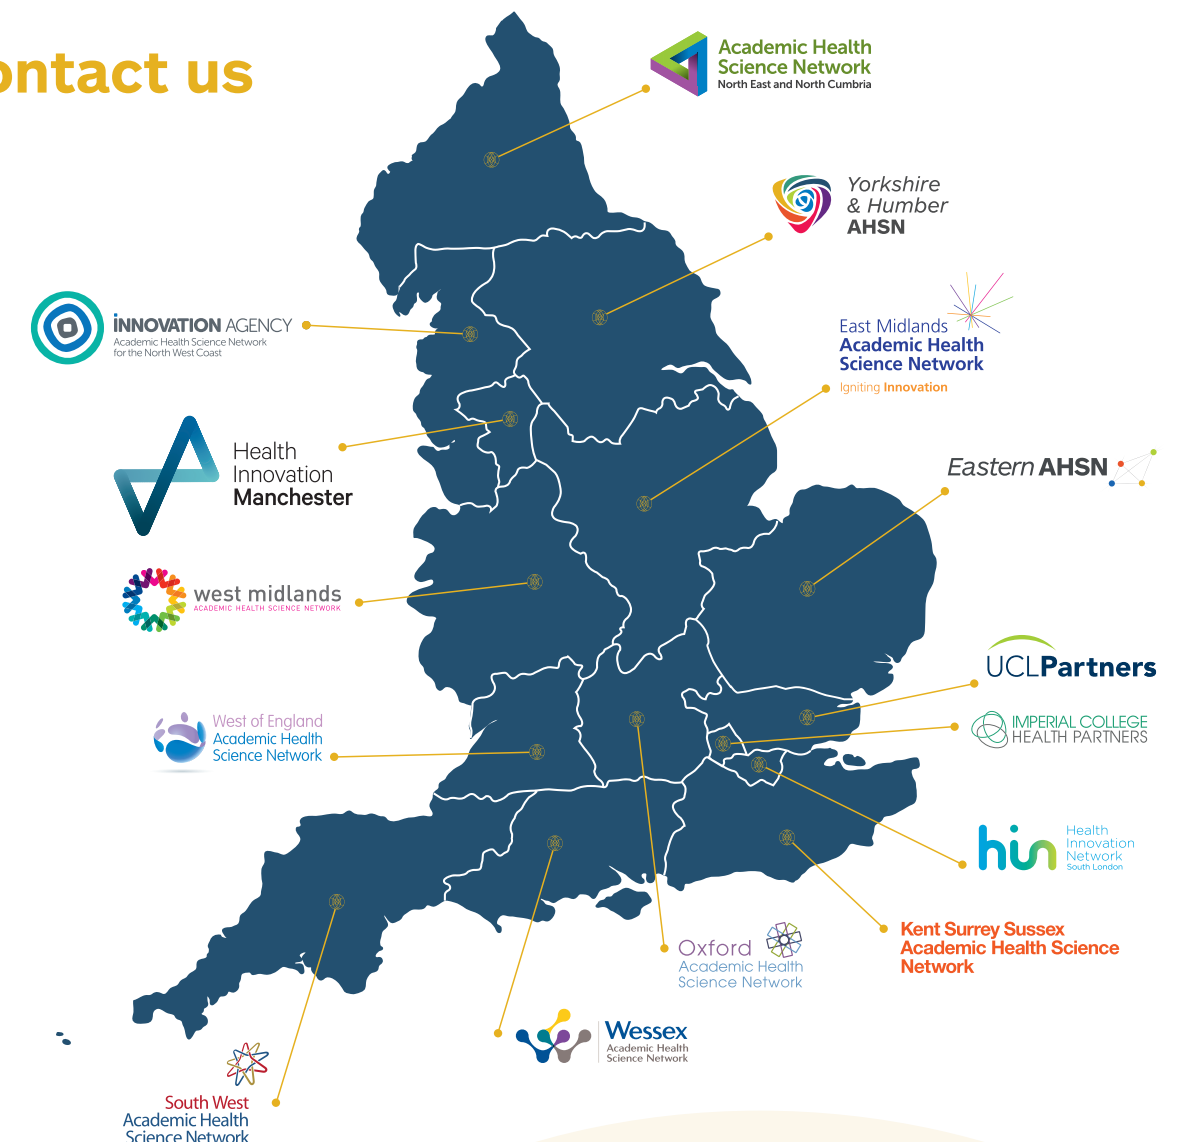 ontact us
Academic Health
Science Network
North East and North Cumbria
Yorkshire
& Humber
AHSN
East Midlands
Academic Health
Science Network
Igniting Innovation
INNOVATION AGENCY
Academic Health Science Network
for the North West Coast
Health
Innovation
Manchester
Eastern AHSN
west midlands
ACADEMIC HEALTH SCIENCE NETWORK
UCLPartners
West of England
Academic Health
Science Network
IMPERIAL COLLEGE
HEALTH PARTNERS
hin
Health
Innovation
Network
South London
Kent Surrey Sussex
Academic Health Science
Network
Oxford
Academic Health
Science Network
Wessex
Academic Health
Science Network
South West
Academic Health
Science Network